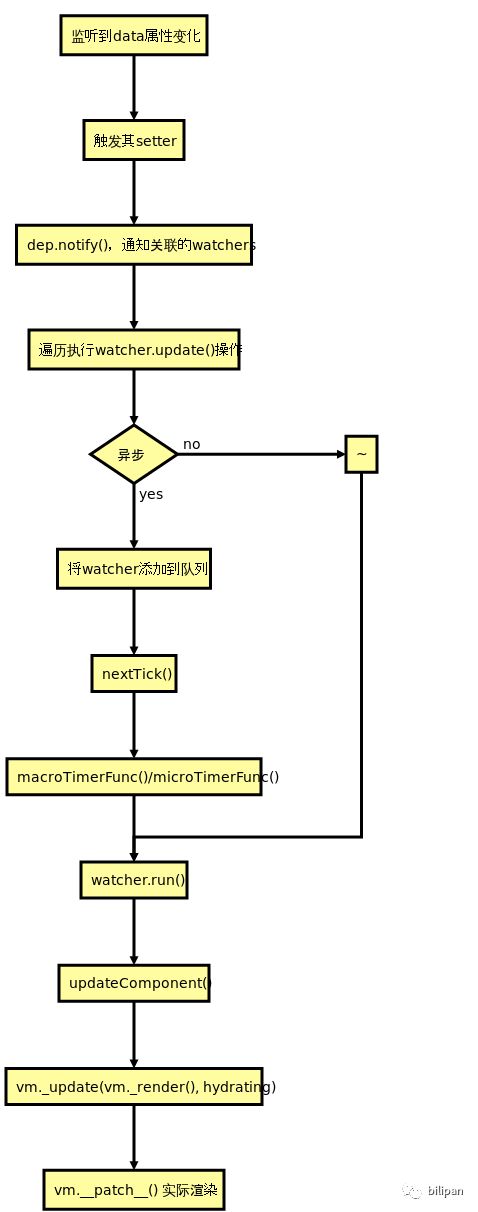 监听到data属性变化
触发其setter
dep.notify()，通知关联的watchers
遍历执行watcher.update()操作
异步
no
~
yes
将watcher添加到队列
nextTick()
macroTimerFunc()/microTimerFunc()
watcher.run()
updateComponent()
vm._update(vm._render(), hydrating)
vm.__patch__() 实际渲染
bilipan